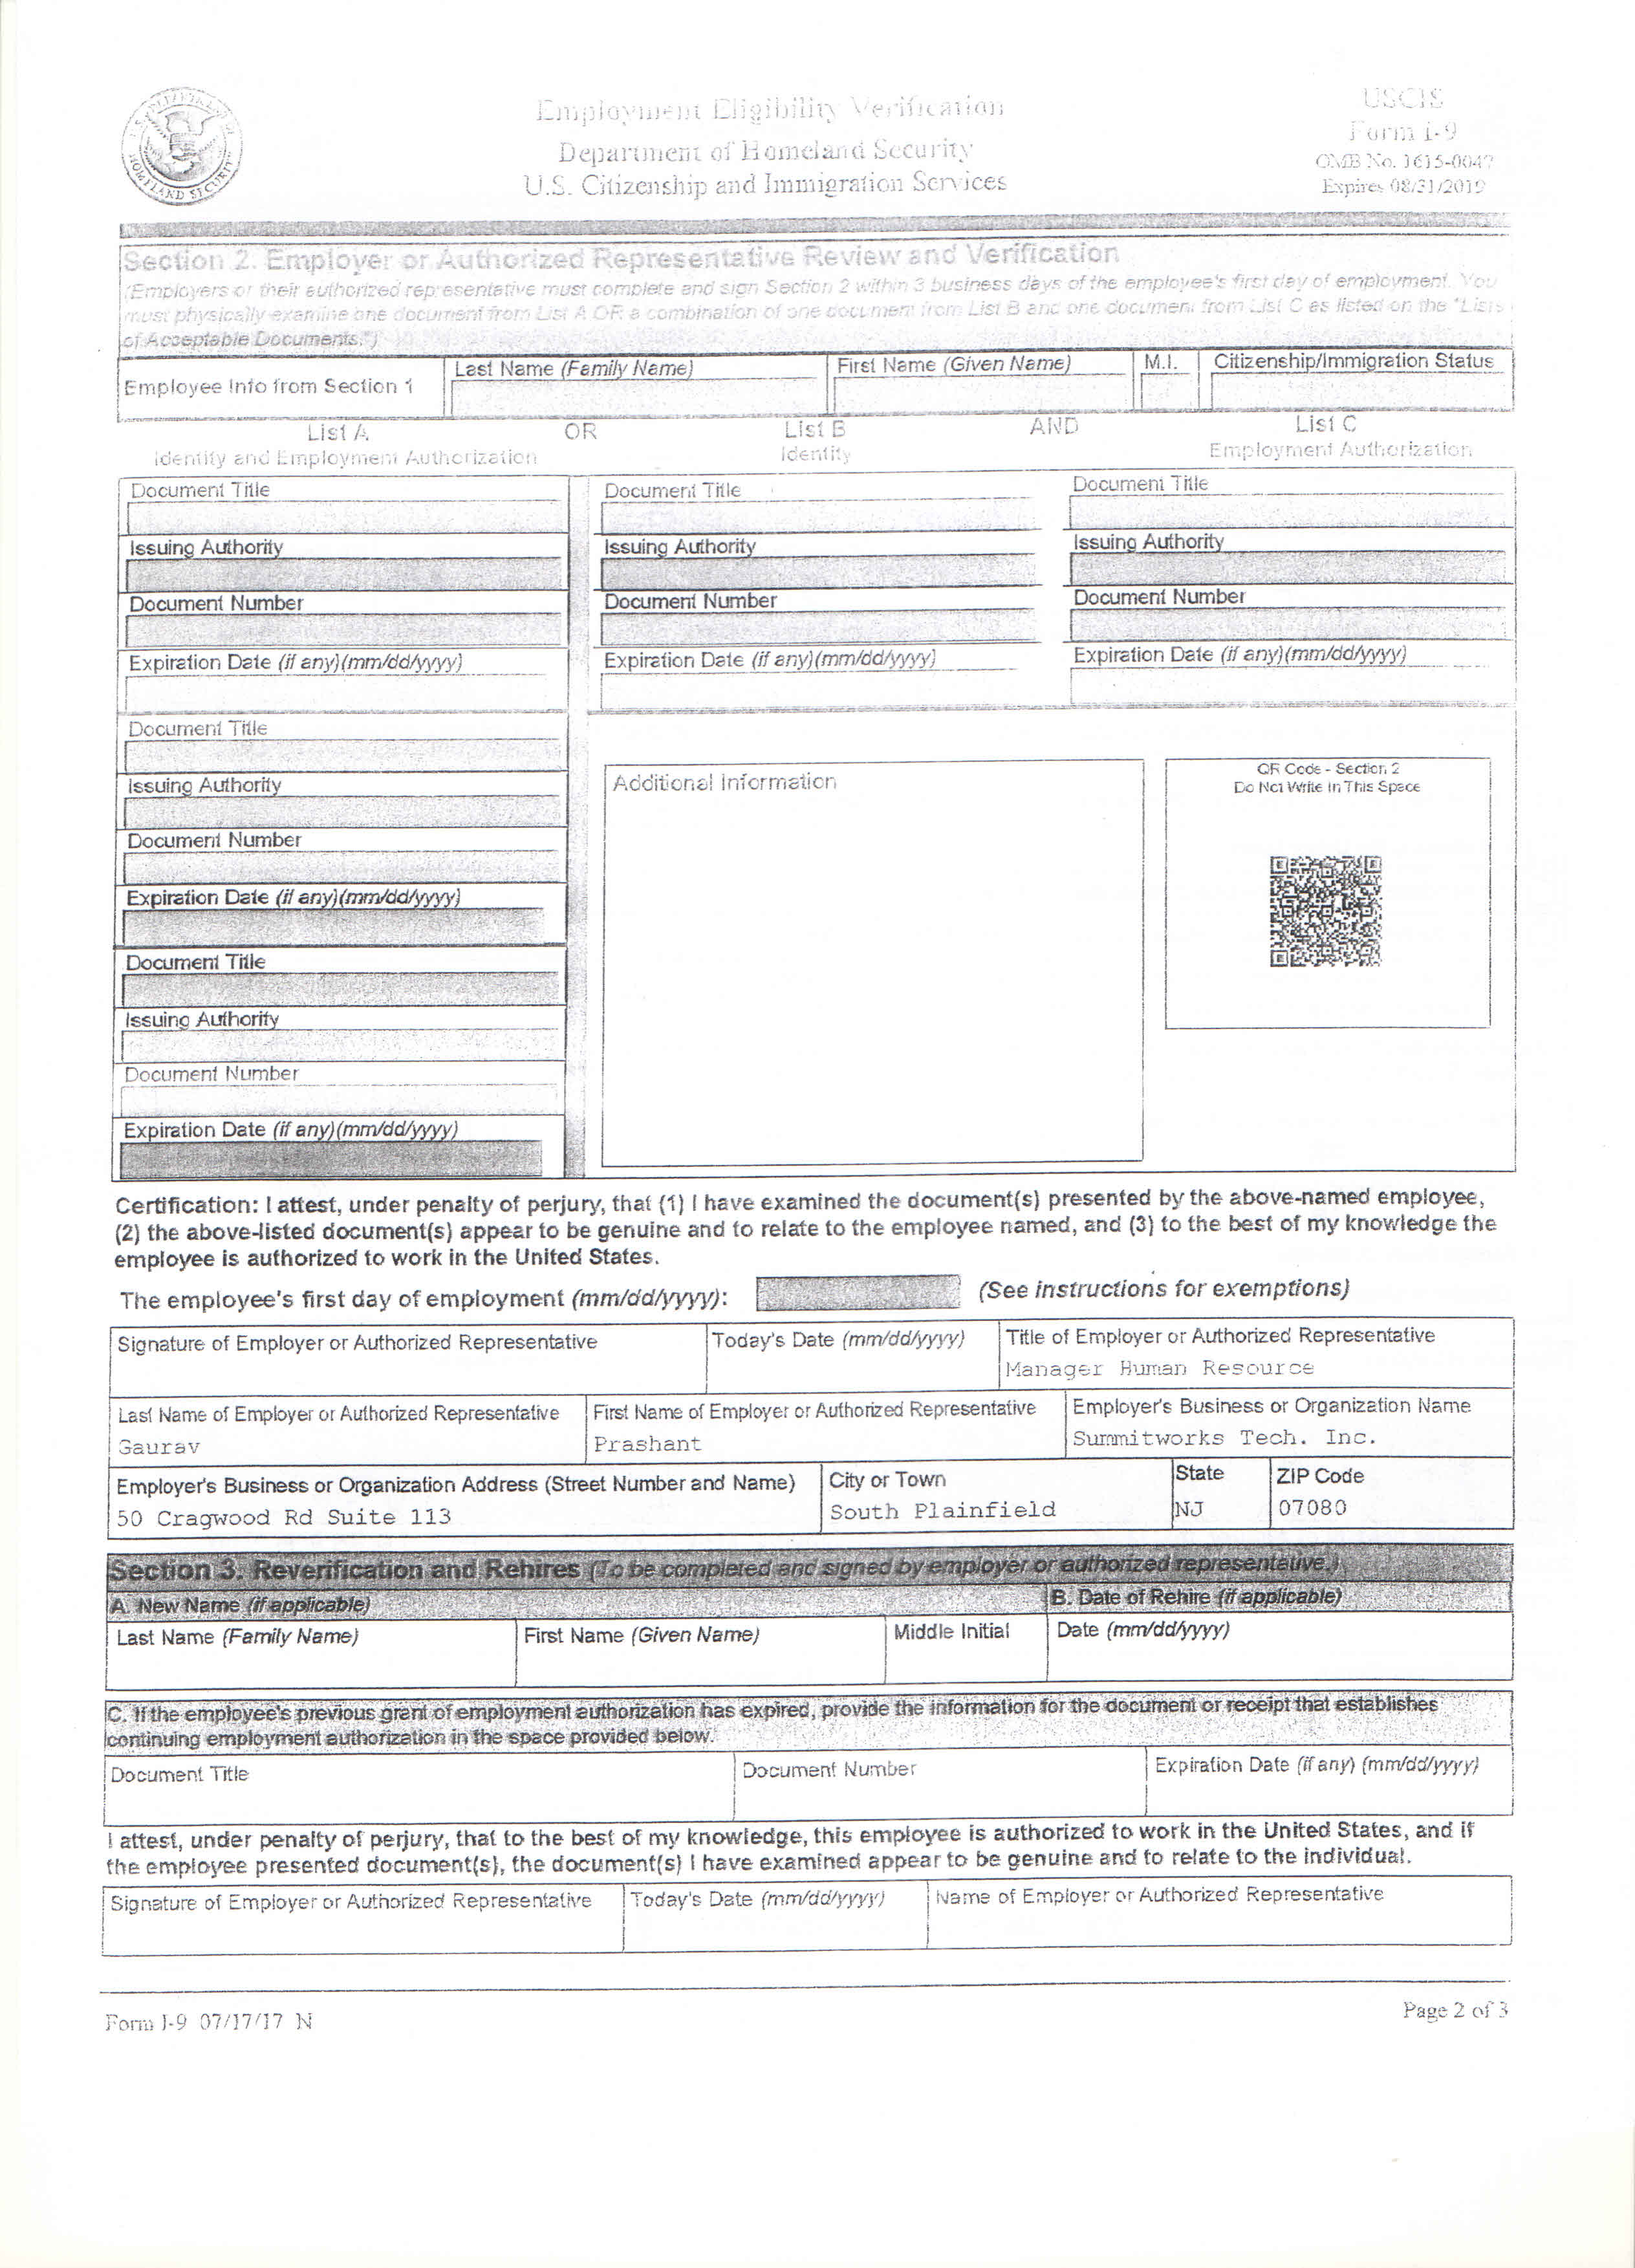 Employment Eligibility Verification
Department of Homeland Security
U.S. Citizenship and Immigration Services
USCIS
Form I-9
OMB No. 1615-0047
Expires 08/31/2019
Section 2. Employer or Authorized Representative Review and Verification
(Employers or their authorized representative must complete and sign Section 2 within 3 business days of the employee's first day of employment. You
must physically examine one document from List A OR a combination of one document from List B and one document from List C as listed on the "Lists
of Acceptable Documents.")
Employee Info from Section 1
Last Name (Family Name)
First Name (Given Name)
M.I.
Citizenship/Immigration Status
List A
Identity and Employment Authorization
OR
List B
Identity
AND
List C
Employment Authorization
Document Title
Issuing Authority
Document Number
Expiration Date (if any)(mm/dd/yyyy)
Document Title
Issuing Authority
Document Number
Expiration Date (if any)(mm/dd/yyyy)
Document Title
Issuing Authority
Document Number
Expiration Date (if any)(mm/dd/yyyy)
Document Title
Issuing Authority
Document Number
Expiration Date (if any)(mm/dd/yyyy)
Document Title
Issuing Authority
Document Number
Expiration Date (if any)(mm/dd/yyyy)
Additional Information
QR Code - Section 2
Do Not Write In This Space
Certification: I attest, under penalty of perjury, that (1) I have examined the document(s) presented by the above-named employee,
(2) the above-listed document(s) appear to be genuine and to relate to the employee named, and (3) to the best of my knowledge the
employee is authorized to work in the United States.
The employee's first day of employment (mm/dd/yyyy):
(See instructions for exemptions)
Signature of Employer or Authorized Representative
Today's Date (mm/dd/yyyy)
Title of Employer or Authorized Representative
Manager Human Resource
Last Name of Employer or Authorized Representative
Gaurav
First Name of Employer or Authorized Representative
Prashant
Employer's Business or Organization Name
Summitworks Tech. Inc.
Employer's Business or Organization Address (Street Number and Name)
50 Cragwood Rd Suite 113
City or Town
South Plainfield
State
NJ
ZIP Code
07080
Section 3. Reverification and Rehires (To be completed and signed by employer or authorized representative.)
A. New Name (if applicable)
B. Date of Rehire (if applicable)
Last Name (Family Name)
First Name (Given Name)
Middle Initial
Date (mm/dd/yyyy)
C. If the employee's previous grant of employment authorization has expired, provide the information for the document or receipt that establishes
continuing employment authorization in the space provided below.
Document Title
Document Number
Expiration Date (if any) (mm/dd/yyyy)
I attest, under penalty of perjury, that to the best of my knowledge, this employee is authorized to work in the United States, and if
the employee presented document(s), the document(s) I have examined appear to be genuine and to relate to the individual.
Signature of Employer or Authorized Representative
Today's Date (mm/dd/yyyy)
Name of Employer or Authorized Representative
Form I-9 07/17/17 N
Page 2 of 3